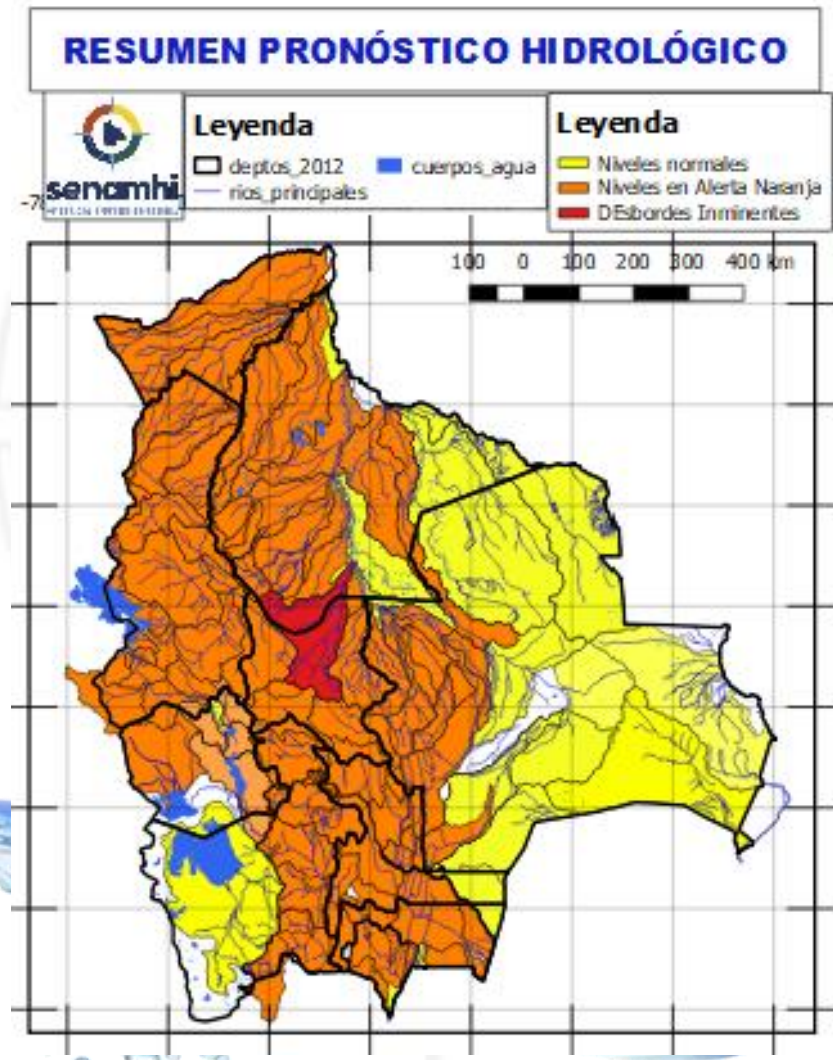 RESUMEN PRONÓSTICO HIDROLÓGICO
senamhi
Leyenda
deptos_2012
cuerpos_agua
rios_principales
Leyenda
Niveles normales
Niveles en Alerta Naranja
DEsbordes Inminentes
100 0 100 200 300 400 km